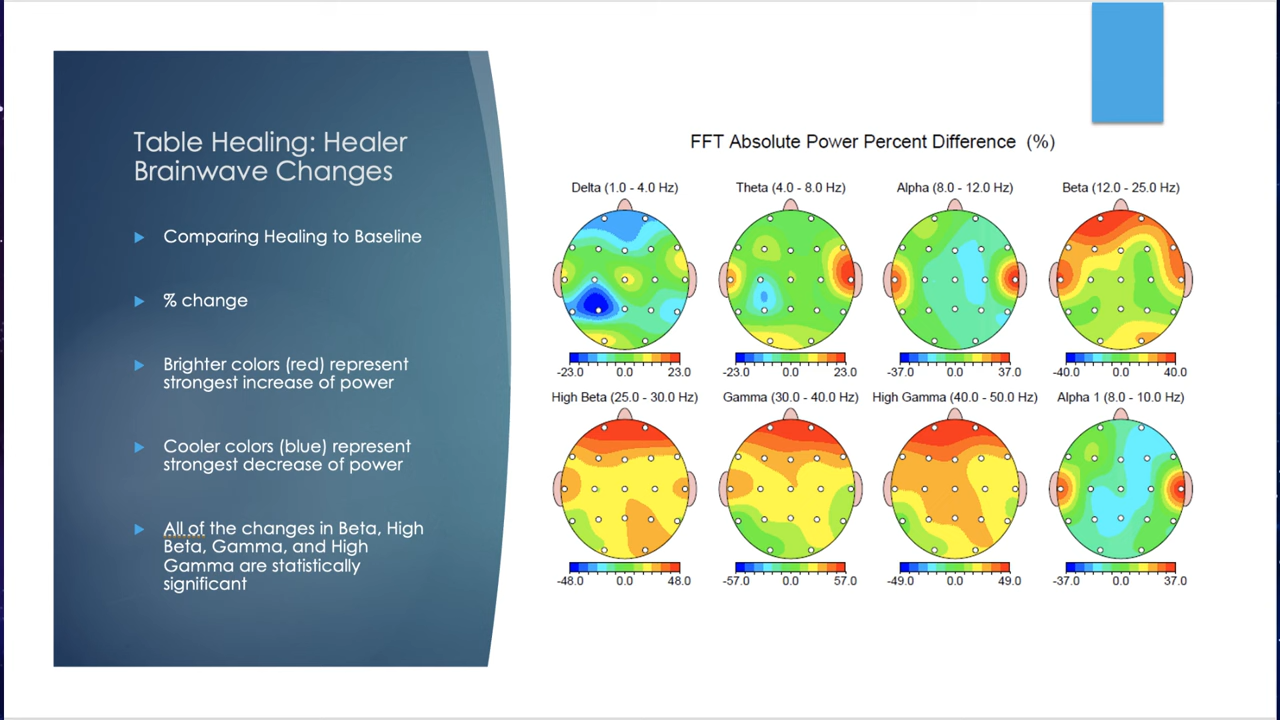 Table Healing: Healer
Brainwave Changes
Comparing Healing to Baseline
% change
Brighter colors (red) represent
strongest increase of power
Cooler colors (blue) represent
strongest decrease of power
All of the changes in Beta, High
Beta, Gamma, and High
Gamma are statistically
significant
FFT Absolute Power Percent Difference (%)
Delta (1.0 - 4.0 Hz) Theta (4.0 - 8.0 Hz) Alpha (8.0 - 12.0 Hz) Beta (12.0 - 25.0 Hz)
-23.0 0.0 23.0 -23.0 0.0 23.0 -37.0 0.0 37.0 -40.0 0.0 40.0
High Beta (25.0 - 30.0 Hz) Gamma (30.0 - 40.0 Hz) High Gamma (40.0 - 50.0 Hz) Alpha 1 (8.0 - 10.0 Hz)
-48.0 0.0 48.0 -57.0 0.0 57.0 -49.0 0.0 49.0 -37.0 0.0 37.0